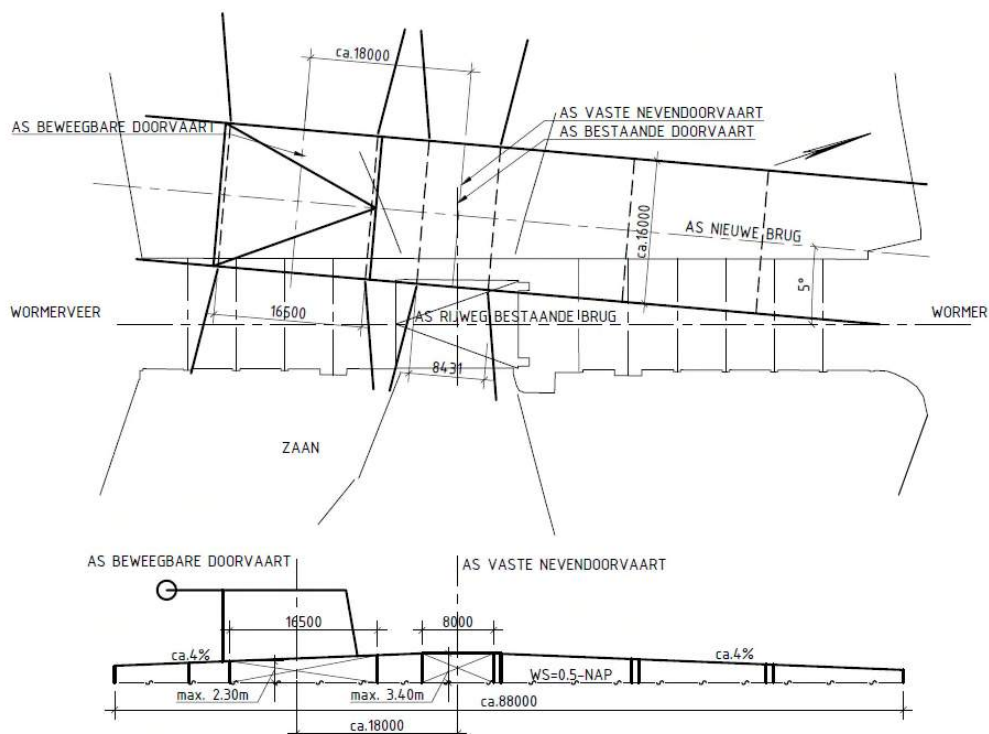 ca.18000
AS VASTE NEVENDOORVAART
AS BEWEEGBARE DOORVAART
AS BESTAANDE DOORVAART
ca.16000
AS NIEUWE BRUG
5°
WORMERVEER
16500
AS RIJWEG BESTAANDE BRUG
WORMER
8431
ZAAN
AS BEWEEGBARE DOORVAART
AS VASTE NEVENDOORVAART
16500
8000
ca.4%
ca.4%
WS=0.5-NAP
max. 2.30m
max. 3.40m
ca.88000
ca.18000